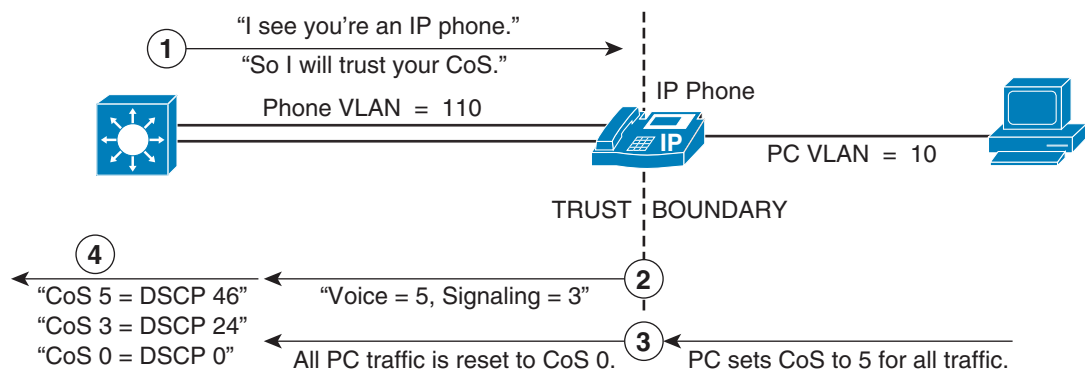 “I see you’re an IP phone.”
1
“So I will trust your CoS.”
IP Phone
Phone VLAN = 110
IP
PC VLAN = 10
TRUST BOUNDARY
4
2
“CoS 5 = DSCP 46”
“Voice = 5, Signaling = 3”
“CoS 3 = DSCP 24”
3
“CoS 0 = DSCP 0”
All PC traffic is reset to CoS 0.
PC sets CoS to 5 for all traffic.